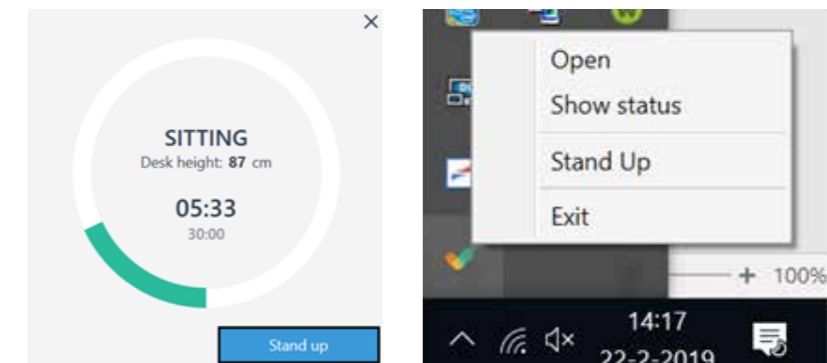 SITTING
Desk height: 87 cm
05:33
30:00
Stand up
Open
Show status
Stand Up
Exit
100%
14:17
22-2-2019